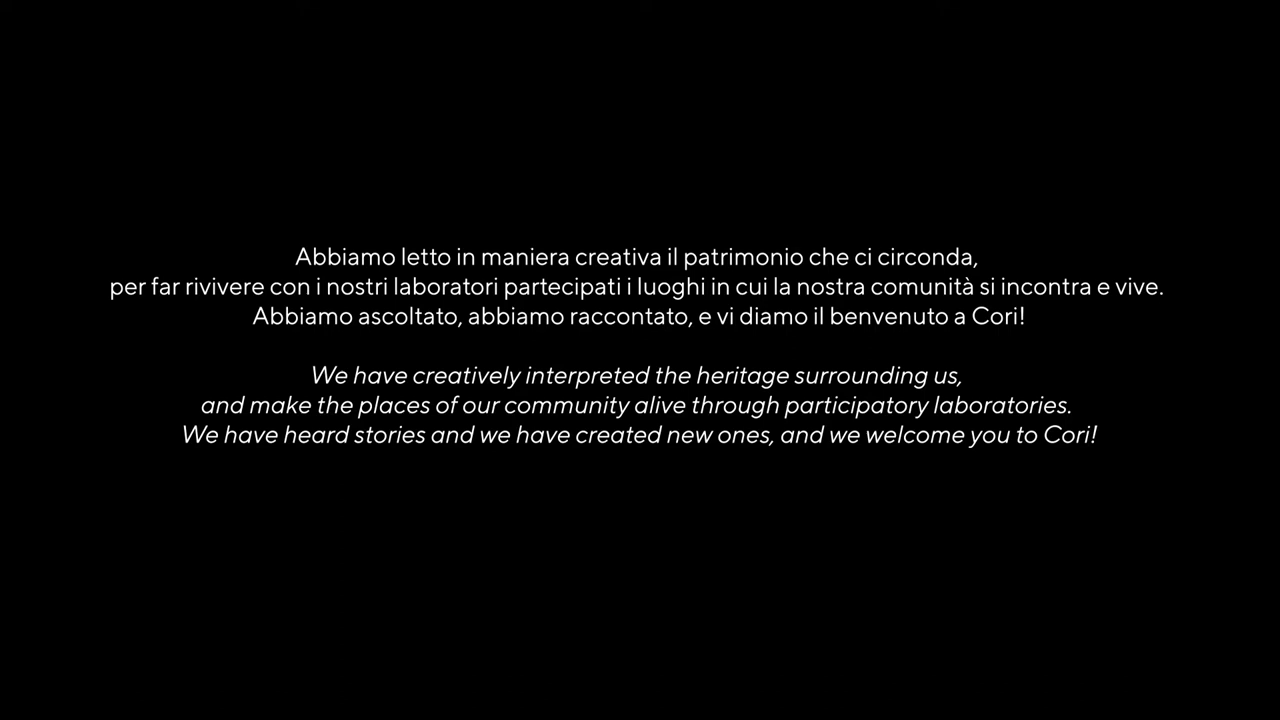 Abbiamo letto in maniera creativa il patrimonio che ci circonda,
per far rivivere con i nostri laboratori partecipati i luoghi in cui la nostra comunità si incontra e vive.
Abbiamo ascoltato, abbiamo raccontato, e vi diamo il benvenuto a Cori!
We have creatively interpreted the heritage surrounding us,
and make the places of our community alive through participatory laboratories.
We have heard stories and we have created new ones, and we welcome you to Cori!